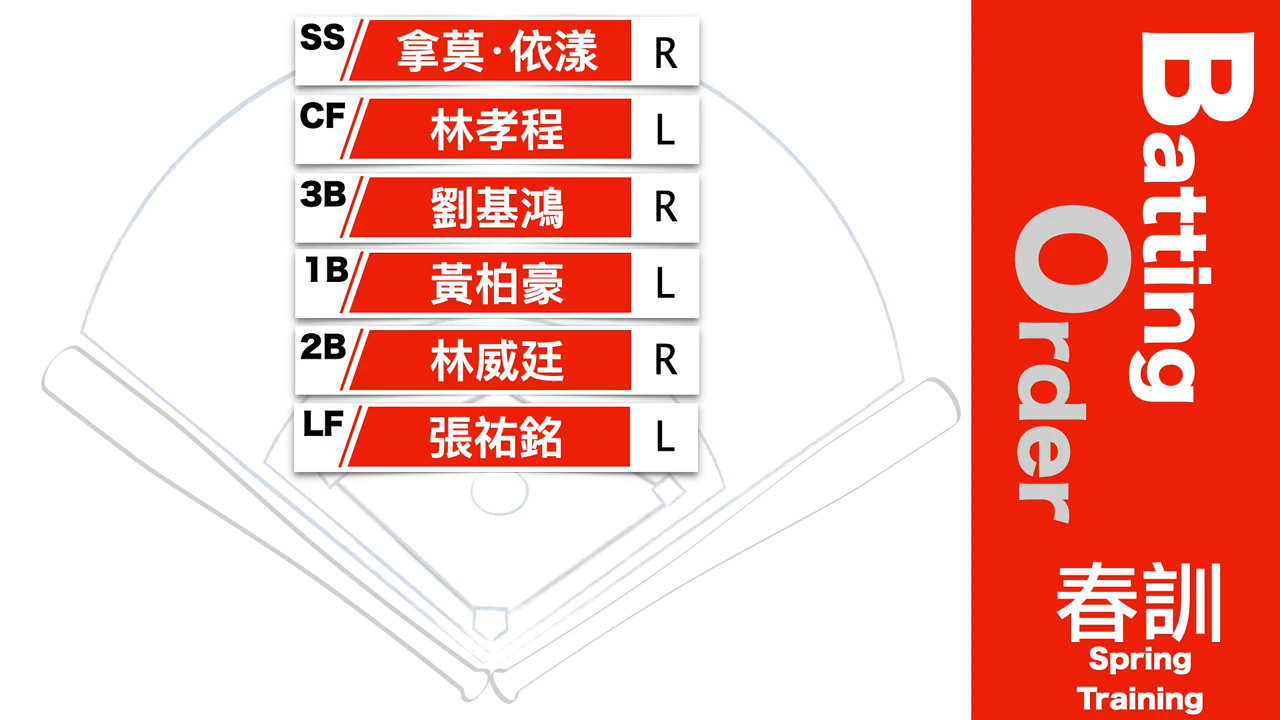 SS 拿莫·依漾 R
CF 林孝程 L
3B 劉基鴻 R
1B 黃柏豪 L
2B 林威廷 R
LF 張祐銘 L
Batting
Order
春訓
Spring
Training